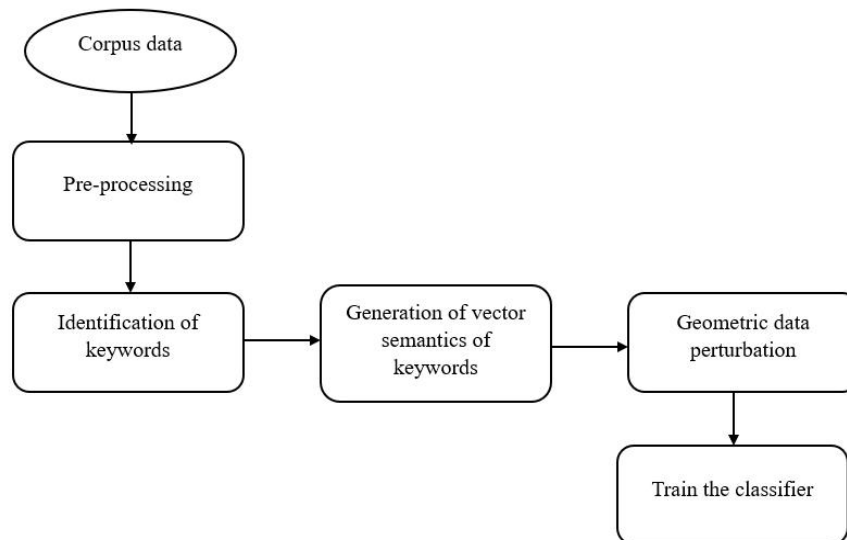 Corpus data
Pre-processing
Identification of
keywords
Generation of vector
semantics of
keywords
Geometric data
perturbation
Train the classifier